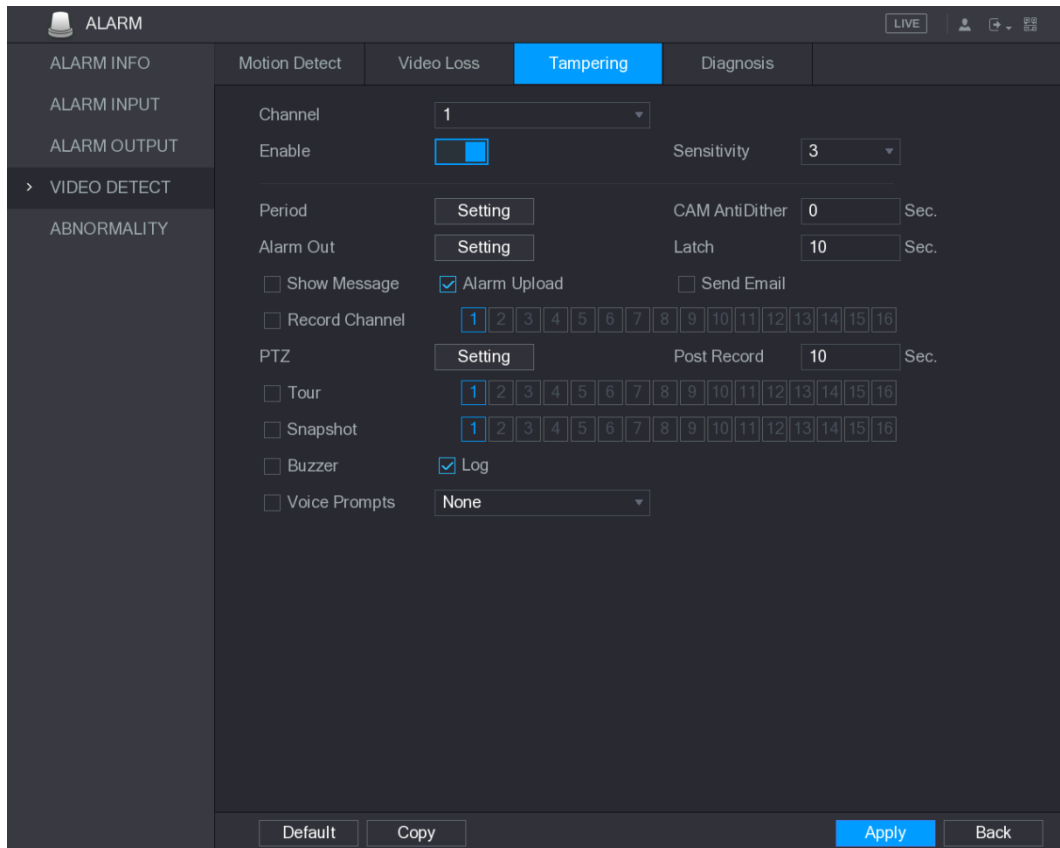 ALARM LIVE
ALARM INFO
ALARM INPUT
ALARM OUTPUT
VIDEO DETECT
ABNORMALITY
Motion Detect Video Loss Tampering Diagnosis
Channel 1
Enable Sensitivity 3
Period Setting CAM AntiDither 0 Sec.
Alarm Out Setting Latch 10 Sec.
Show Message Alarm Upload Send Email
Record Channel 1 2 3 4 5 6 7 8 9 10 11 12 13 14 15 16
PTZ Setting Post Record 10 Sec.
Tour 1 2 3 4 5 6 7 8 9 10 11 12 13 14 15 16
Snapshot 1 2 3 4 5 6 7 8 9 10 11 12 13 14 15 16
Buzzer Log
Voice Prompts None
Default Copy Apply Back